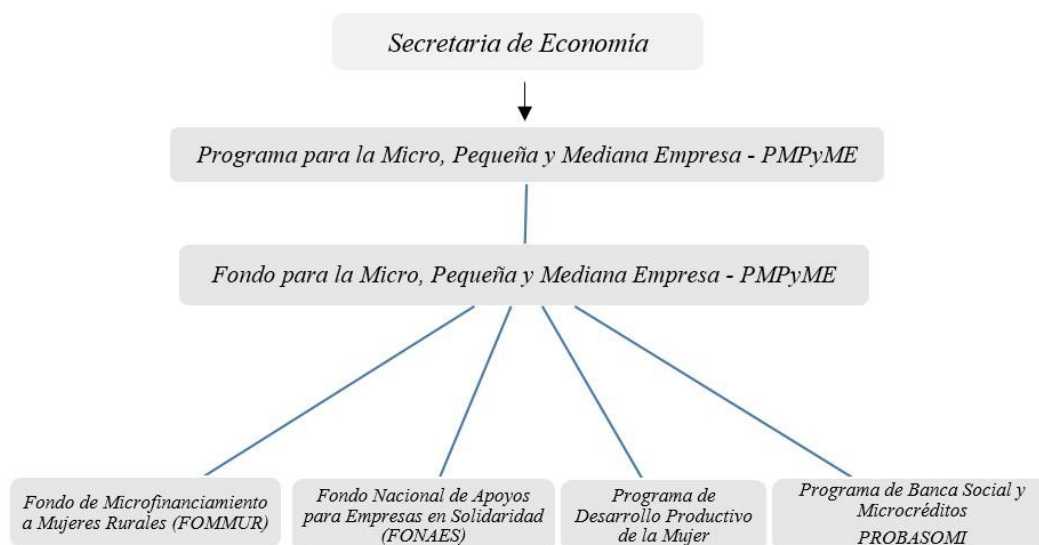 Secretaria de Economía
Programa para la Micro, Pequeña y Mediana Empresa - PMPyME
Fondo para la Micro, Pequeña y Mediana Empresa - PMPyME
Fondo de Microfinanciamiento
a Mujeres Rurales (FOMMUR)
Fondo Nacional de Apoyos
para Empresas en Solidaridad
(FONAES)
Programa de
Desarrollo Productivo
de la Mujer
Programa de Banca Social y
Microcréditos
PROBASOMI